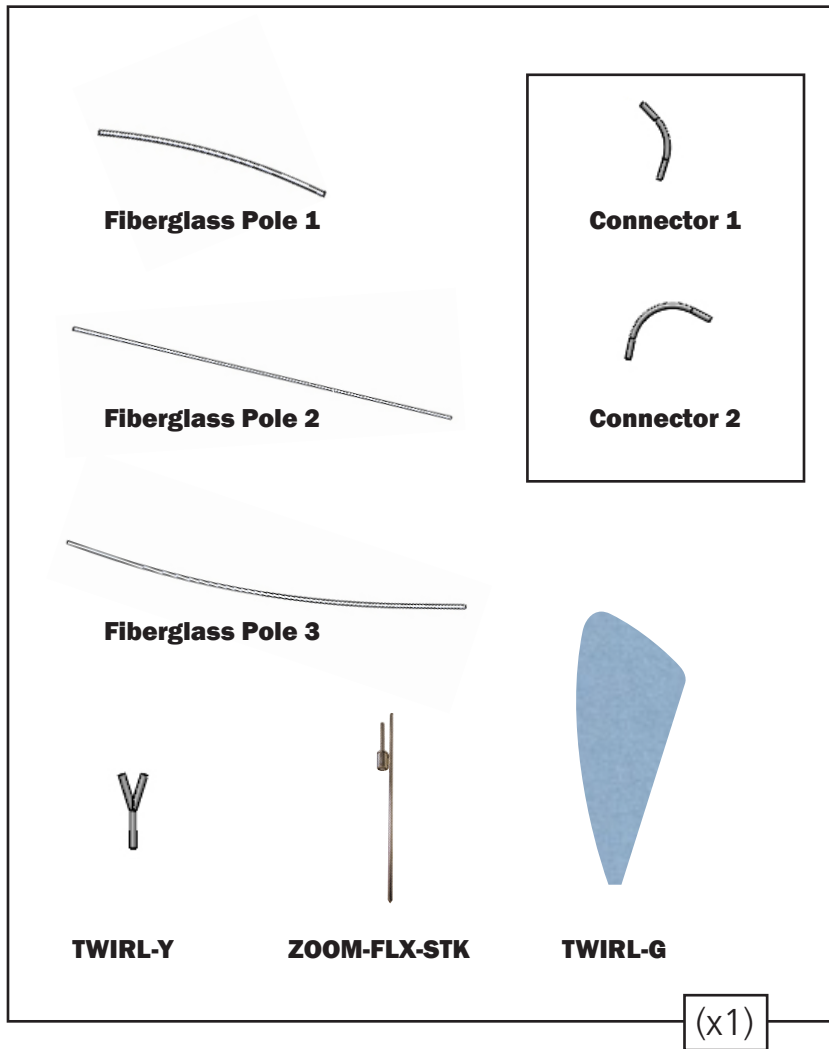 Fiberglass Pole 1
Connector 1
Fiberglass Pole 2
Connector 2
Fiberglass Pole 3
TWIRL-Y
ZOOM-FLX-STK
TWIRL-G
(x1)